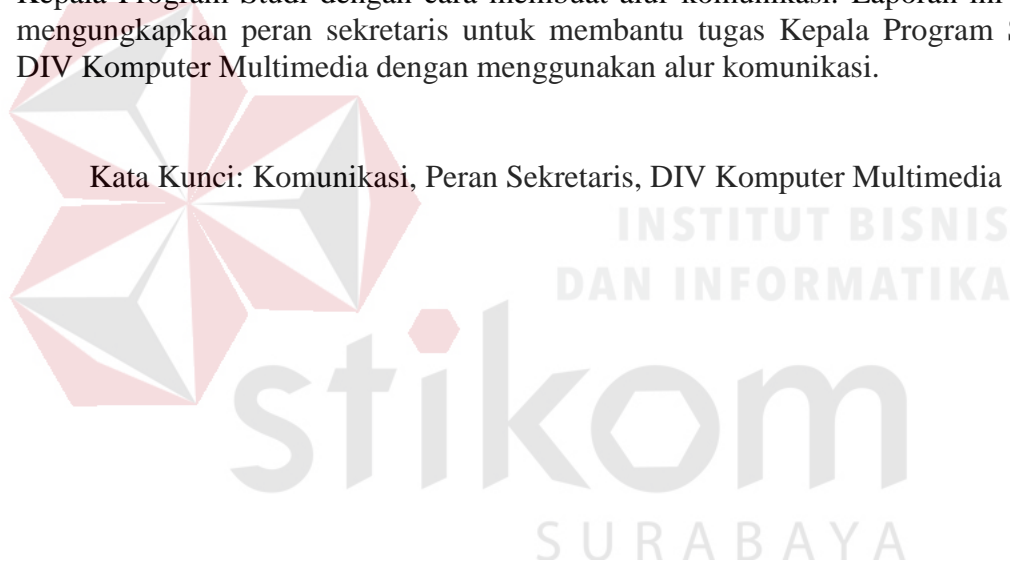 Kepala Program Studi dengan cara membuat alur komunikasi. Laporan ini
mengungkapkan peran sekretaris untuk membantu tugas Kepala Program S
DIV Komputer Multimedia dengan menggunakan alur komunikasi.
Kata Kunci: Komunikasi, Peran Sekretaris, DIV Komputer Multimedia
INSTITUT BISNIS
DAN INFORMATIKA
stikom
SURABAYA